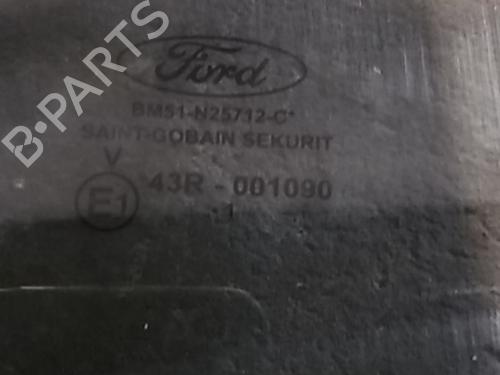 Ford
BM51-N25712-C*
SAINT-GOBAIN SEKURIT
V
E1
43R - 001090
B-PARTS